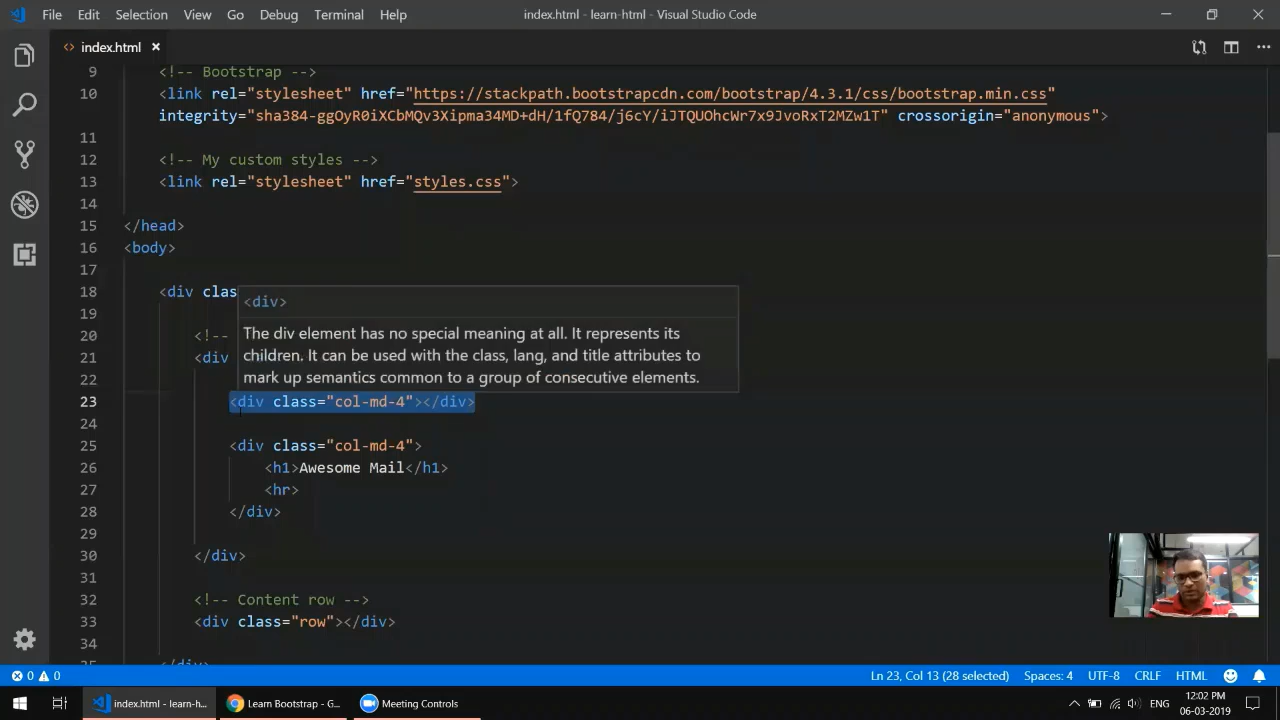 File Edit Selection View Go Debug Terminal Help
index.html - learn-html - Visual Studio Code
<> index.html ×
9 <!-- Bootstrap -->
10 <link rel="stylesheet" href="https://stackpath.bootstrapcdn.com/bootstrap/4.3.1/css/bootstrap.min.css"
integrity="sha384-ggOyR0iXCbMQv3Xipma34MD+dH/1fQ784/j6cY/iJTQUOhcWr7x9JvoRxT2MZw1T" crossorigin="anonymous">
11
12 <!-- My custom styles -->
13 <link rel="stylesheet" href="styles.css">
14
15 </head>
16 <body>
17
18 <div clas
19
20 <!--
21 <div
22
<div>
The div element has no special meaning at all. It represents its
children. It can be used with the class, lang, and title attributes to
mark up semantics common to a group of consecutive elements.
23 <div class="col-md-4"></div>
24
25 <div class="col-md-4">
26 <h1>Awesome Mail</h1>
27 <hr>
28 </div>
29
30 </div>
31
32 <!-- Content row -->
33 <div class="row"></div>
34
35 </div>
0 0
Ln 23, Col 13 (28 selected) Spaces: 4 UTF-8 CRLF HTML
index.html - learn-h...
Learn Bootstrap - G...
Meeting Controls
ENG
12:02 PM
06-03-2019